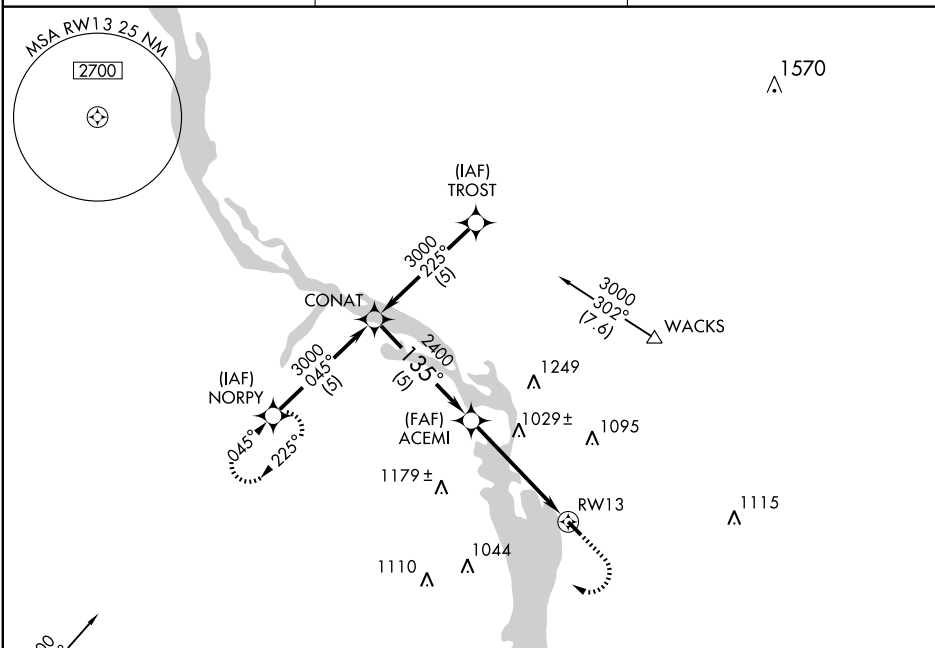 MSA RW13 25 NM
2700
1570
(IAF)
TROST
3000
225°
(5)
CONAT
3000
302°
(7.6)
WACKS
3000
045°
(5)
2400
135°
(5)
(IAF)
NORPY
1249
(FAF)
ACEMI
1029±
1095
045°
225°
1179±
RW13
1115
1110
1044